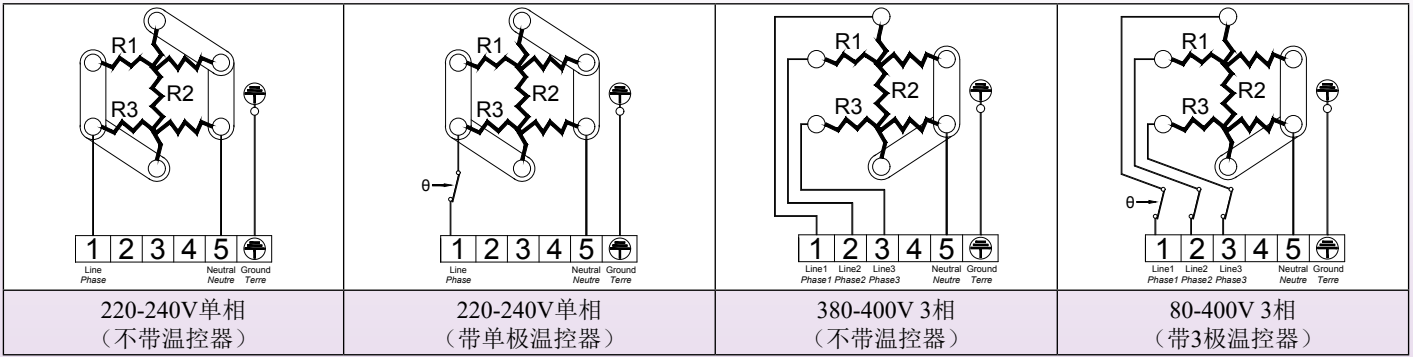 R1
R2
R3
1 2 3 4 5
Line Neutral Ground
Phase Neutre Terre
220-240V单相
（不带温控器）
R1
R2
R3
θ
1 2 3 4 5
Line Neutral Ground
Phase Neutre Terre
220-240V单相
（带单极温控器）
R1
R2
R3
1 2 3 4 5
Line1 Line2 Line3 Neutral Ground
Phase1 Phase2 Phase3 Neutre Terre
380-400V 3相
（不带温控器）
R1
R2
R3
θ
1 2 3 4 5
Line1 Line2 Line3 Neutral Ground
Phase1 Phase2 Phase3 Neutre Terre
80-400V 3相
（带3极温控器）